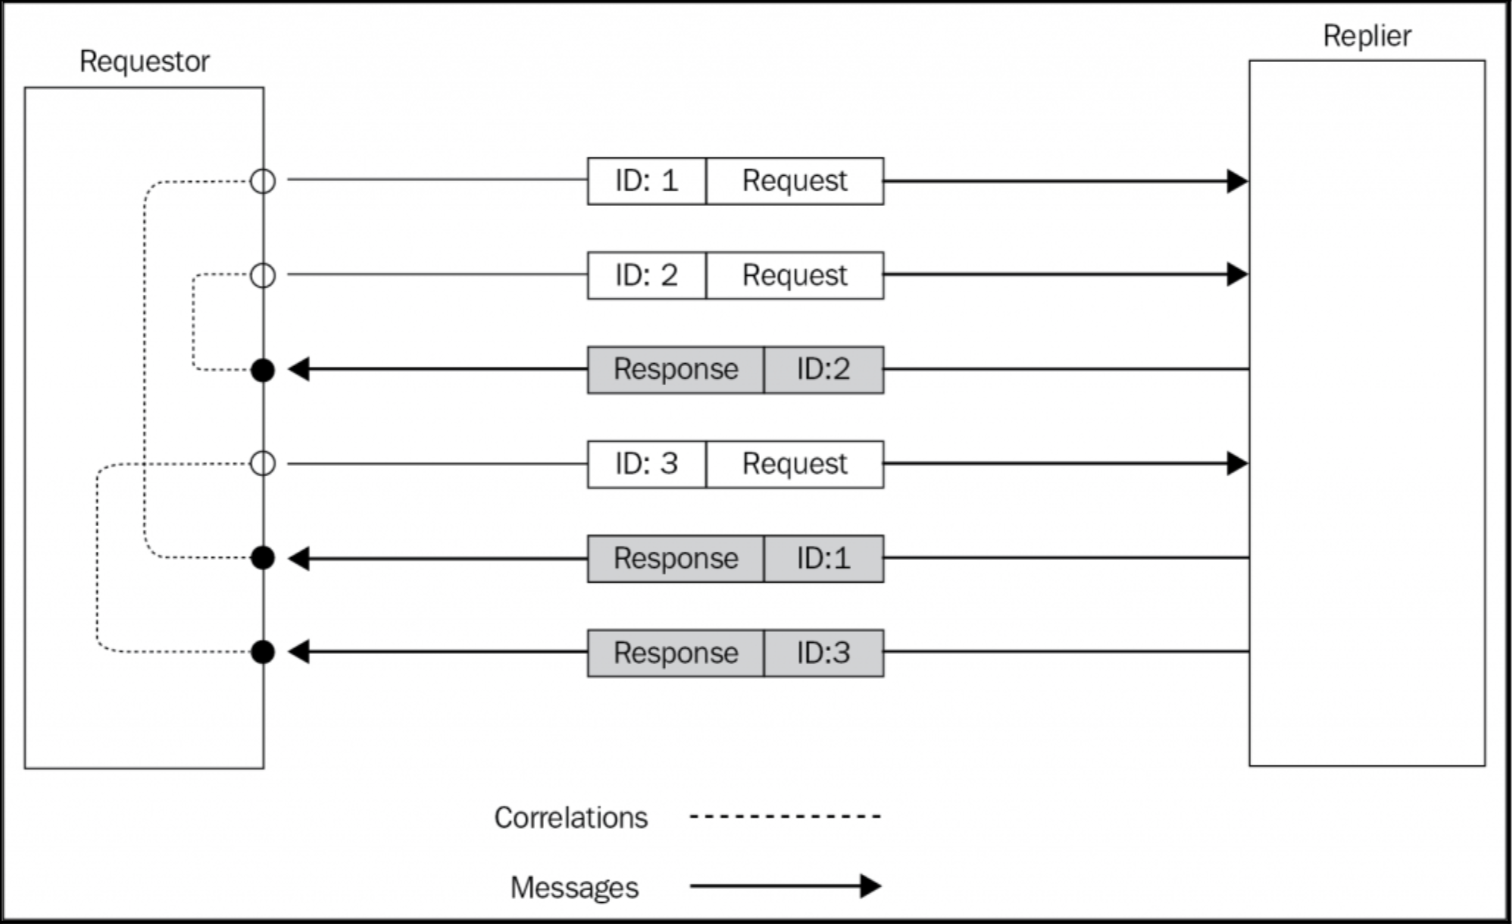 Replier
Requestor
ID: 1 Request
ID: 2 Request
Response ID:2
ID: 3 Request
Response ID:1
Response ID:3
Correlations
Messages